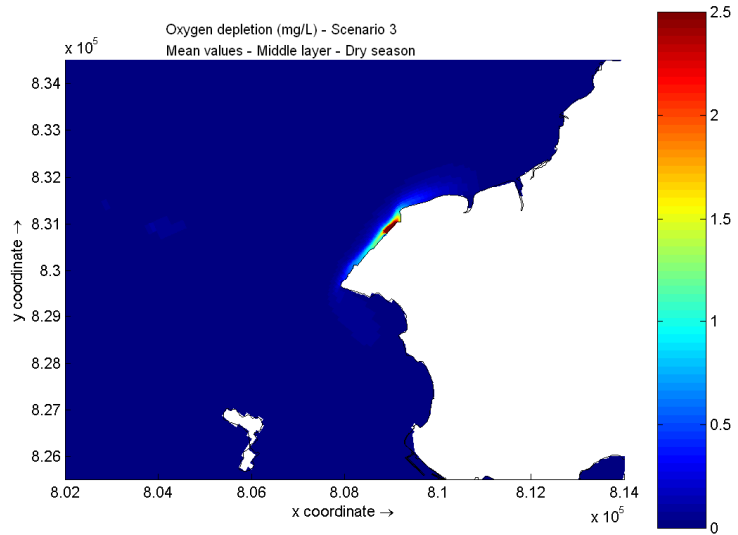 Oxygen depletion (mg/L) - Scenario 3
Mean values - Middle layer - Dry season
x 10^5
8.34
8.33
8.32
8.31
8.3
8.29
8.28
8.27
8.26
y coordinate →
8.02 8.04 8.06 8.08 8.1 8.12 8.14
x coordinate →
x 10^5
2.5
2
1.5
1
0.5
0